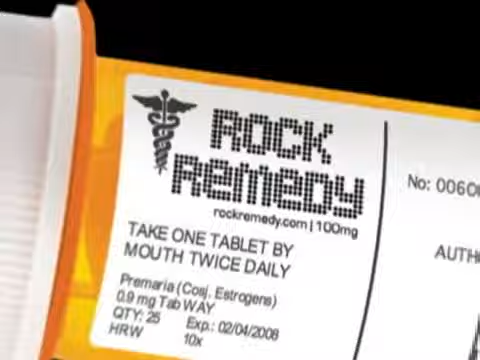 ROCK
REMEDY
rockremedy.com | 100mg
TAKE ONE TABLET BY
MOUTH TWICE DAILY
Premaria (Cosj. Estrogens)
0.9 mg Tab WAY
QTY: 25 Exp.: 02/04/2008
HRW 10x
No: 0060
AUTH